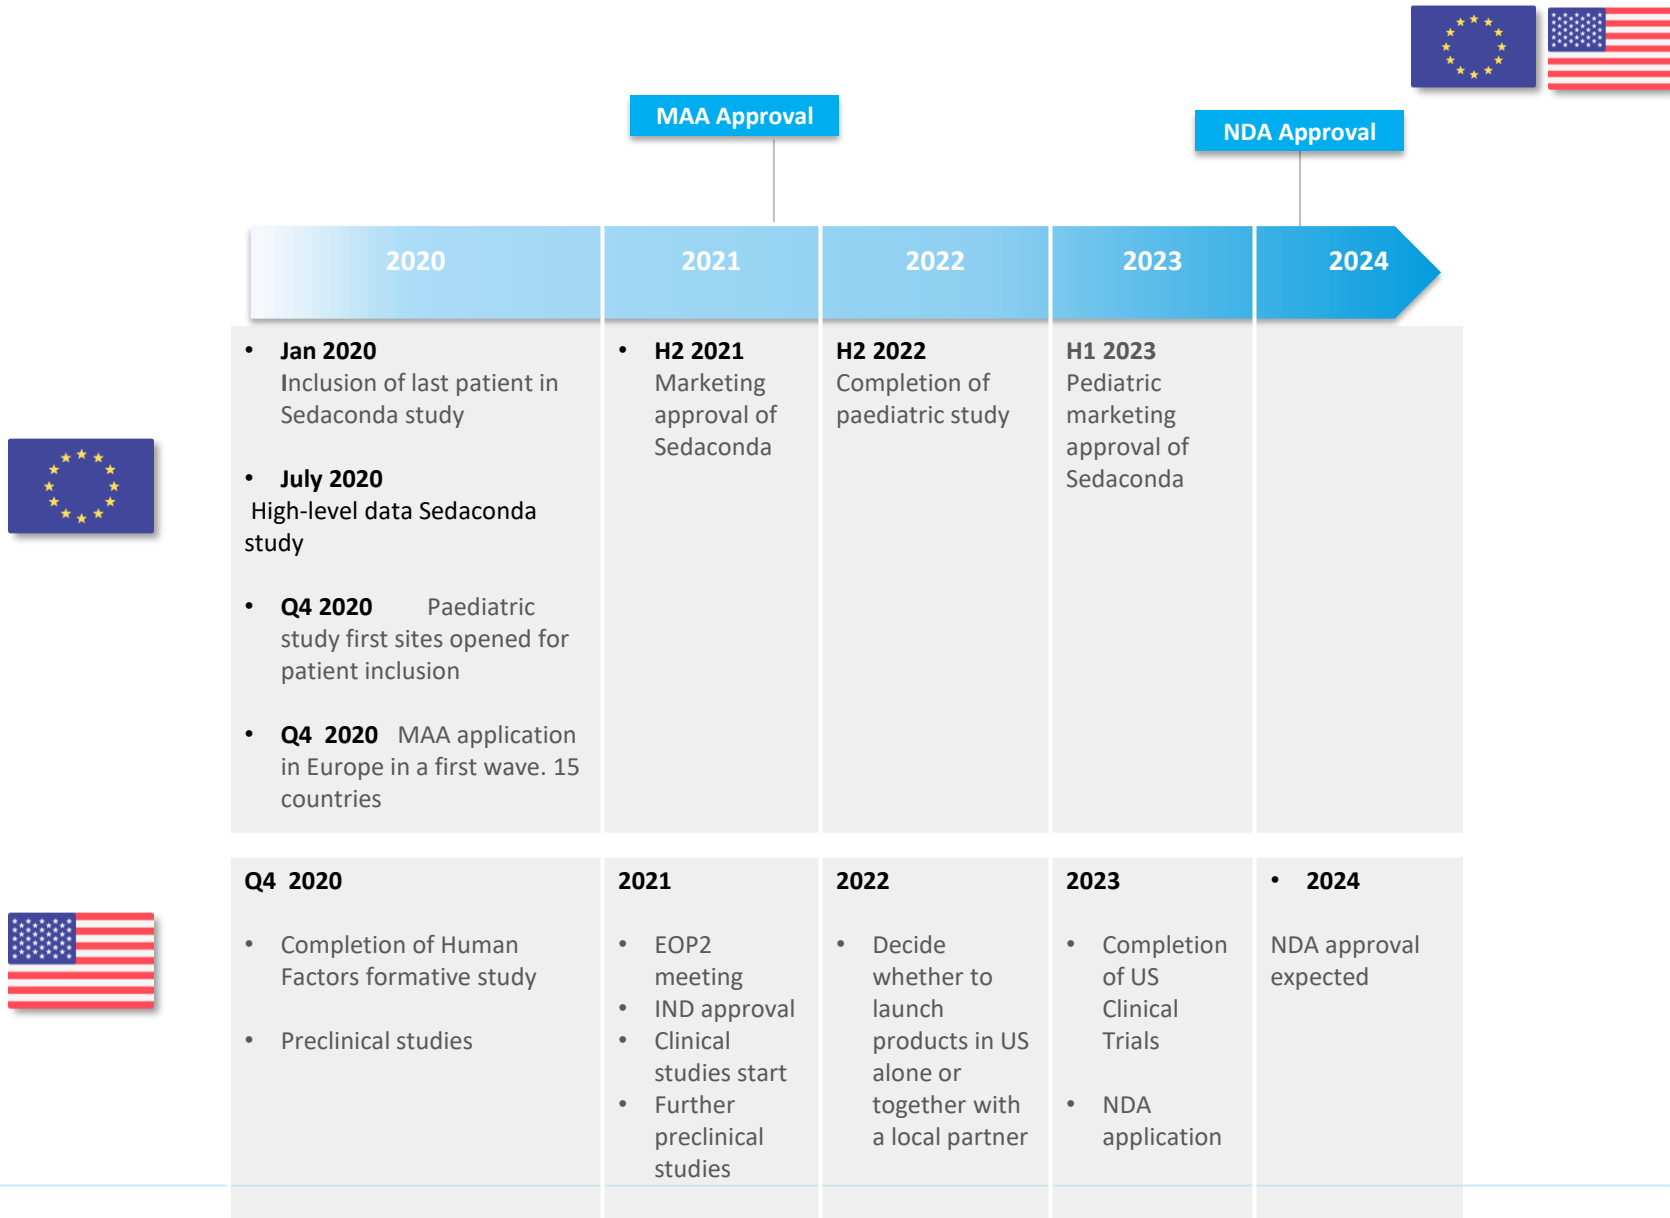 MAA Approval
NDA Approval
2020
2021
2022
2023
2024
• Jan 2020
Inclusion of last patient in
Sedaconda study
• July 2020
High-level data Sedaconda
study
• Q4 2020 Paediatric
study first sites opened for
patient inclusion
• Q4 2020 MAA application
in Europe in a first wave. 15
countries
• H2 2021
Marketing
approval of
Sedaconda
H2 2022
Completion of
paediatric study
H1 2023
Pediatric
marketing
approval of
Sedaconda
Q4 2020
• Completion of Human
Factors formative study
• Preclinical studies
2021
• EOP2
meeting
• IND approval
• Clinical
studies start
• Further
preclinical
studies
2022
• Decide
whether to
launch
products in US
alone or
together with
a local partner
2023
• Completion
of US
Clinical
Trials
• NDA
application
• 2024
NDA approval
expected